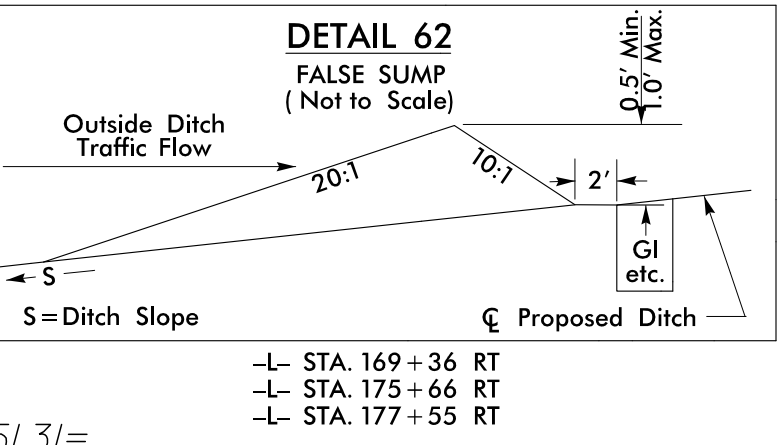 DETAIL 62
FALSE SUMP
( Not to Scale)
0.5' Min.
1.0' Max.
Outside Ditch
Traffic Flow
20:1
10:1
2'
GI
etc.
S
S=Ditch Slope
℄ Proposed Ditch
–L– STA. 169+36 RT
–L– STA. 175+66 RT
–L– STA. 177+55 RT